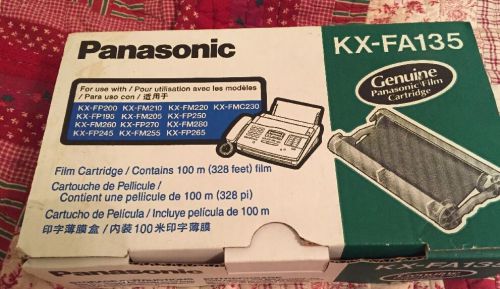 Panasonic
KX-FA135
Genuine
Panasonic Film
Cartridge
For use with / Pour utilisation avec les modèles
/ Para uso con / 适用于
KX-FP200 KX-FM210 KX-FM220 KX-FMC230
KX-FP195 KX-FM205 KX-FP250
KX-FM260 KX-FP270 KX-FM280
KX-FP245 KX-FM255 KX-FP265
Film Cartridge / Contains 100 m (328 feet) film
Cartouche de Pellicule /
Contient une pellicule de 100 m (328 pi)
Cartucho de Película / Incluye película de 100 m
印字薄膜盒 / 内装100米印字薄膜
Panasonic
KX-FA135